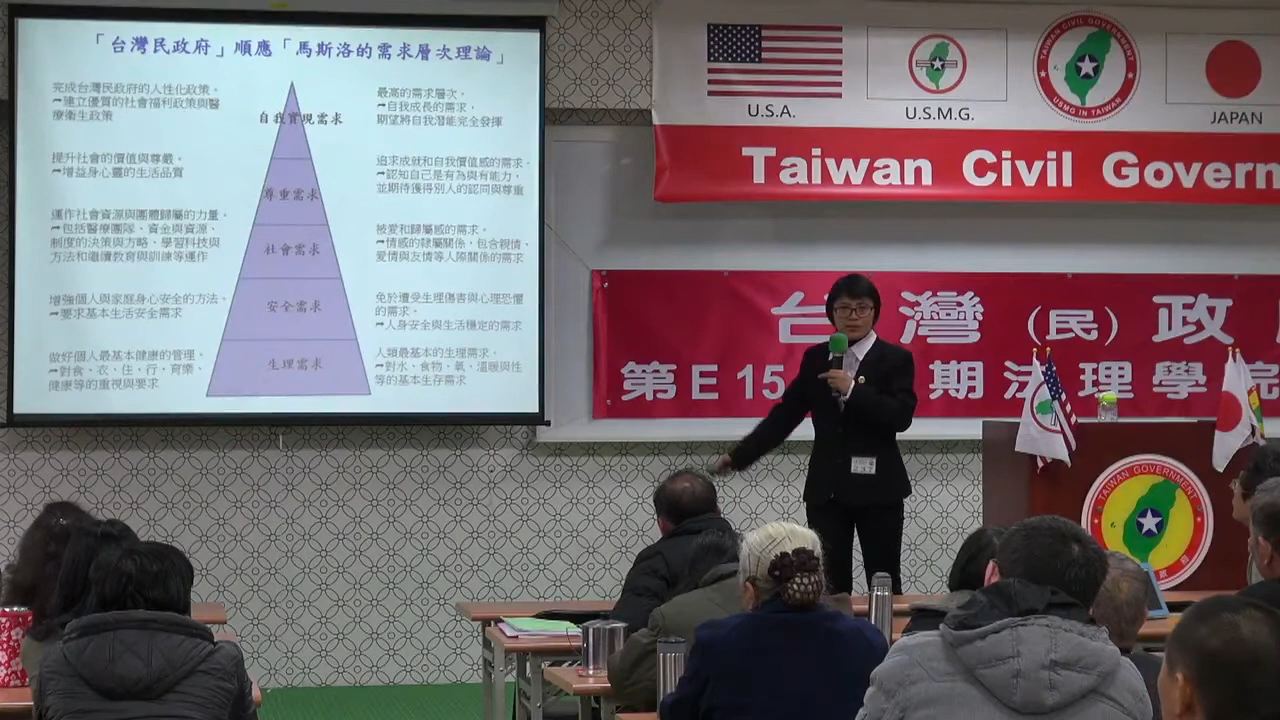 「台灣民政府」順應「馬斯洛的需求層次理論」
完成台灣民政府的人性化政策。
➡建立優質的社會福利政策與醫
療衛生政策
提升社會的價值與尊嚴。
➡增益身心靈的生活品質
運作社會資源與團體歸屬的力量。
➡包括醫療團隊、資金與資源、
制度的決策與方略、學習科技與
方法和繼續教育與訓練等運作
增強個人與家庭身心安全的方法。
➡要求基本生活安全需求
做好個人最基本健康的管理。
➡對食、衣、住、行、育樂、
健康等的重視與要求
自我實現需求
尊重需求
社會需求
安全需求
生理需求
最高的需求層次。
➡自我成長的需求，
期望將自我潛能完全發揮
追求成就和自我價值感的需求。
➡認知自己是有為與有能力，
並期待獲得別人的認同與尊重
被愛和歸屬感的需求。
➡情感的隸屬關係，包含親情、
愛情與友情等人際關係的需求
免於遭受生理傷害與心理恐懼
的需求。
➡人身安全與生活穩定的需求
人類最基本的生理需求。
➡對水、食物、氧、溫暖與性
等的基本生存需求
U.S.A.
U.S.M.G.
TAIWAN CIVIL GOVERNMENT
USMG IN TAIWAN
JAPAN
Taiwan Civil Govern
台灣（民）政
第E15 期法理學院
TAIWAN GOVERNMENT